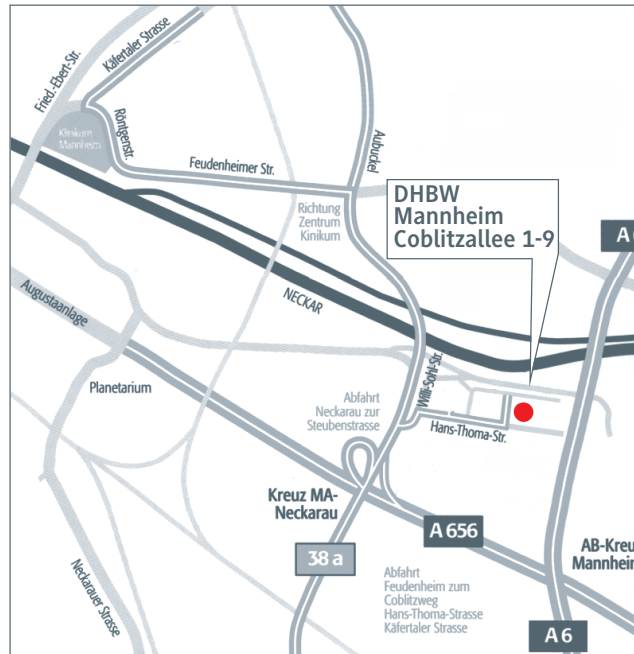 Käfertaler Strasse
Fried.-Ebert-Str.
Röntgenstr.
Klinikum
Mannheim
Feudenheimer Str.
Aubuckel
DHBW
Mannheim
Coblitzallee 1-9
Richtung
Zentrum
Kinikum
A
NECKAR
Augustaanlage
Planetarium
Willi-Sohl-Str.
Abfahrt
Neckarau zur
Steubenstrasse
Hans-Thoma-Str.
Kreuz MA-
Neckarau
A 656
38 a
AB-Kreu
Mannheim
Neckarauer Strasse
Abfahrt
Feudenheim zum
Coblitzweg
Hans-Thoma-Strasse
Käfertaler Strasse
A 6